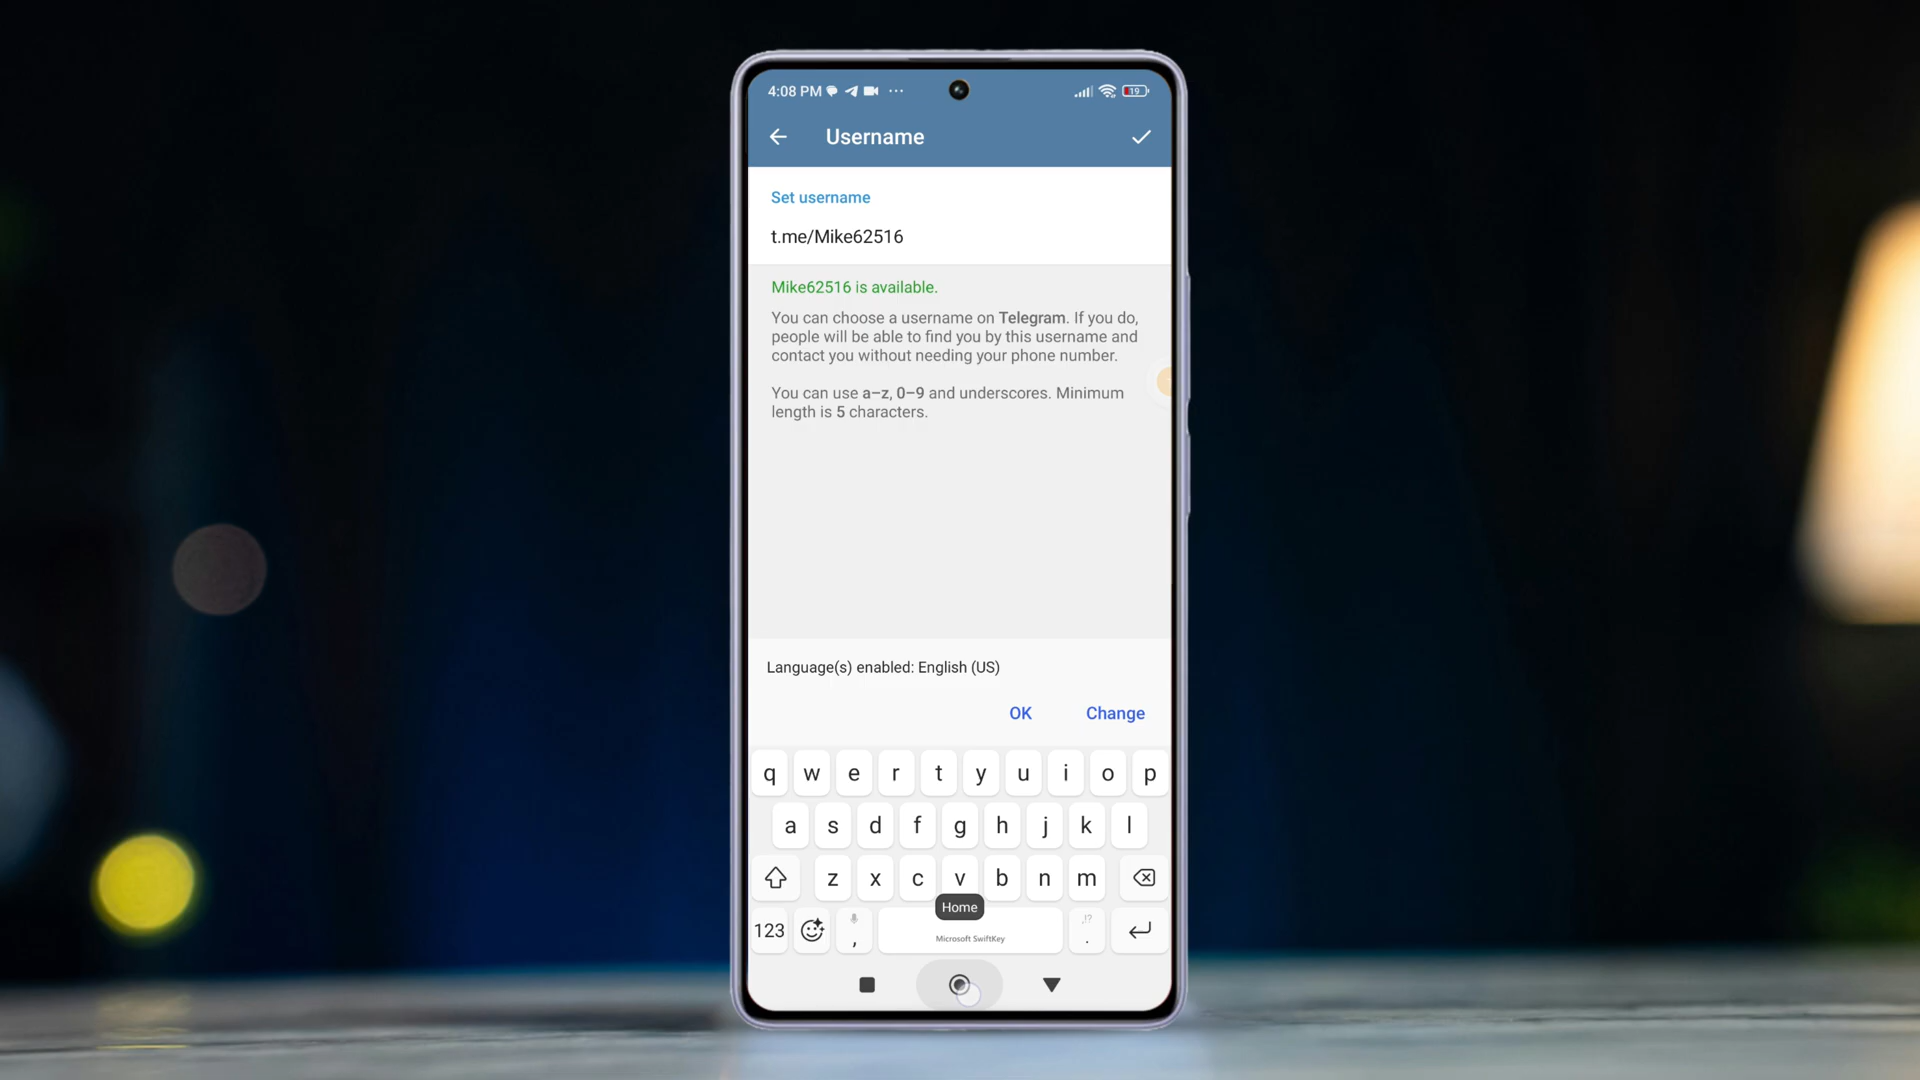 4:08 PM
19
Username
Set username
t.me/Mike62516
Mike62516 is available.
You can choose a username on Telegram. If you do,
people will be able to find you by this username and
contact you without needing your phone number.
You can use a–z, 0–9 and underscores. Minimum
length is 5 characters.
Language(s) enabled: English (US)
OK Change
q w e r t y u i o p
a s d f g h j k l
z x c v b n m
Home
123 , Microsoft SwiftKey ,!? .